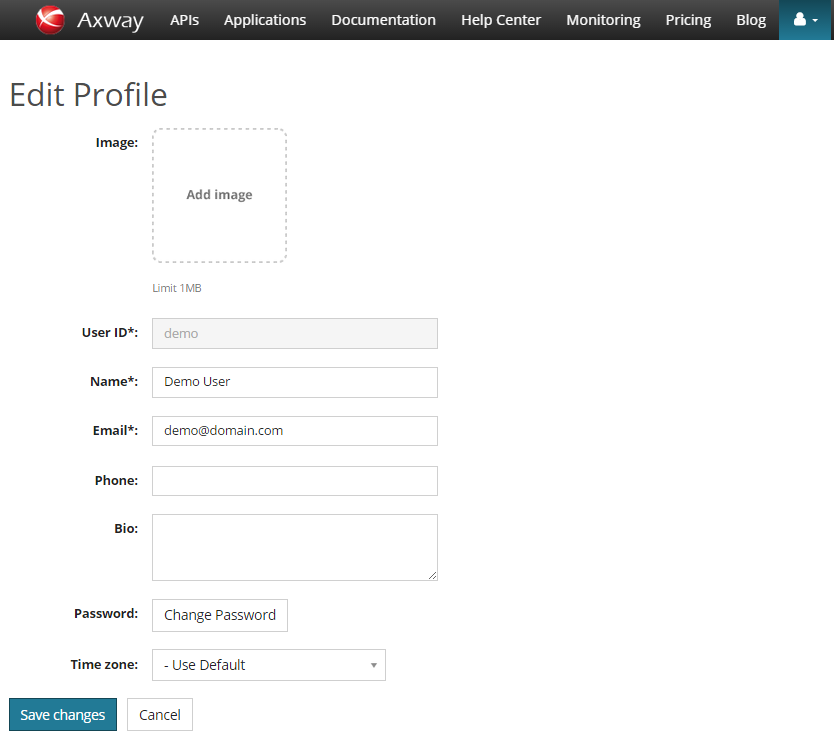 Axway APIs Applications Documentation Help Center Monitoring Pricing Blog
Edit Profile
Image:
Add image
Limit 1MB
User ID*: demo
Name*: Demo User
Email*: demo@domain.com
Phone:
Bio:
Password: Change Password
Time zone: - Use Default
Save changes Cancel